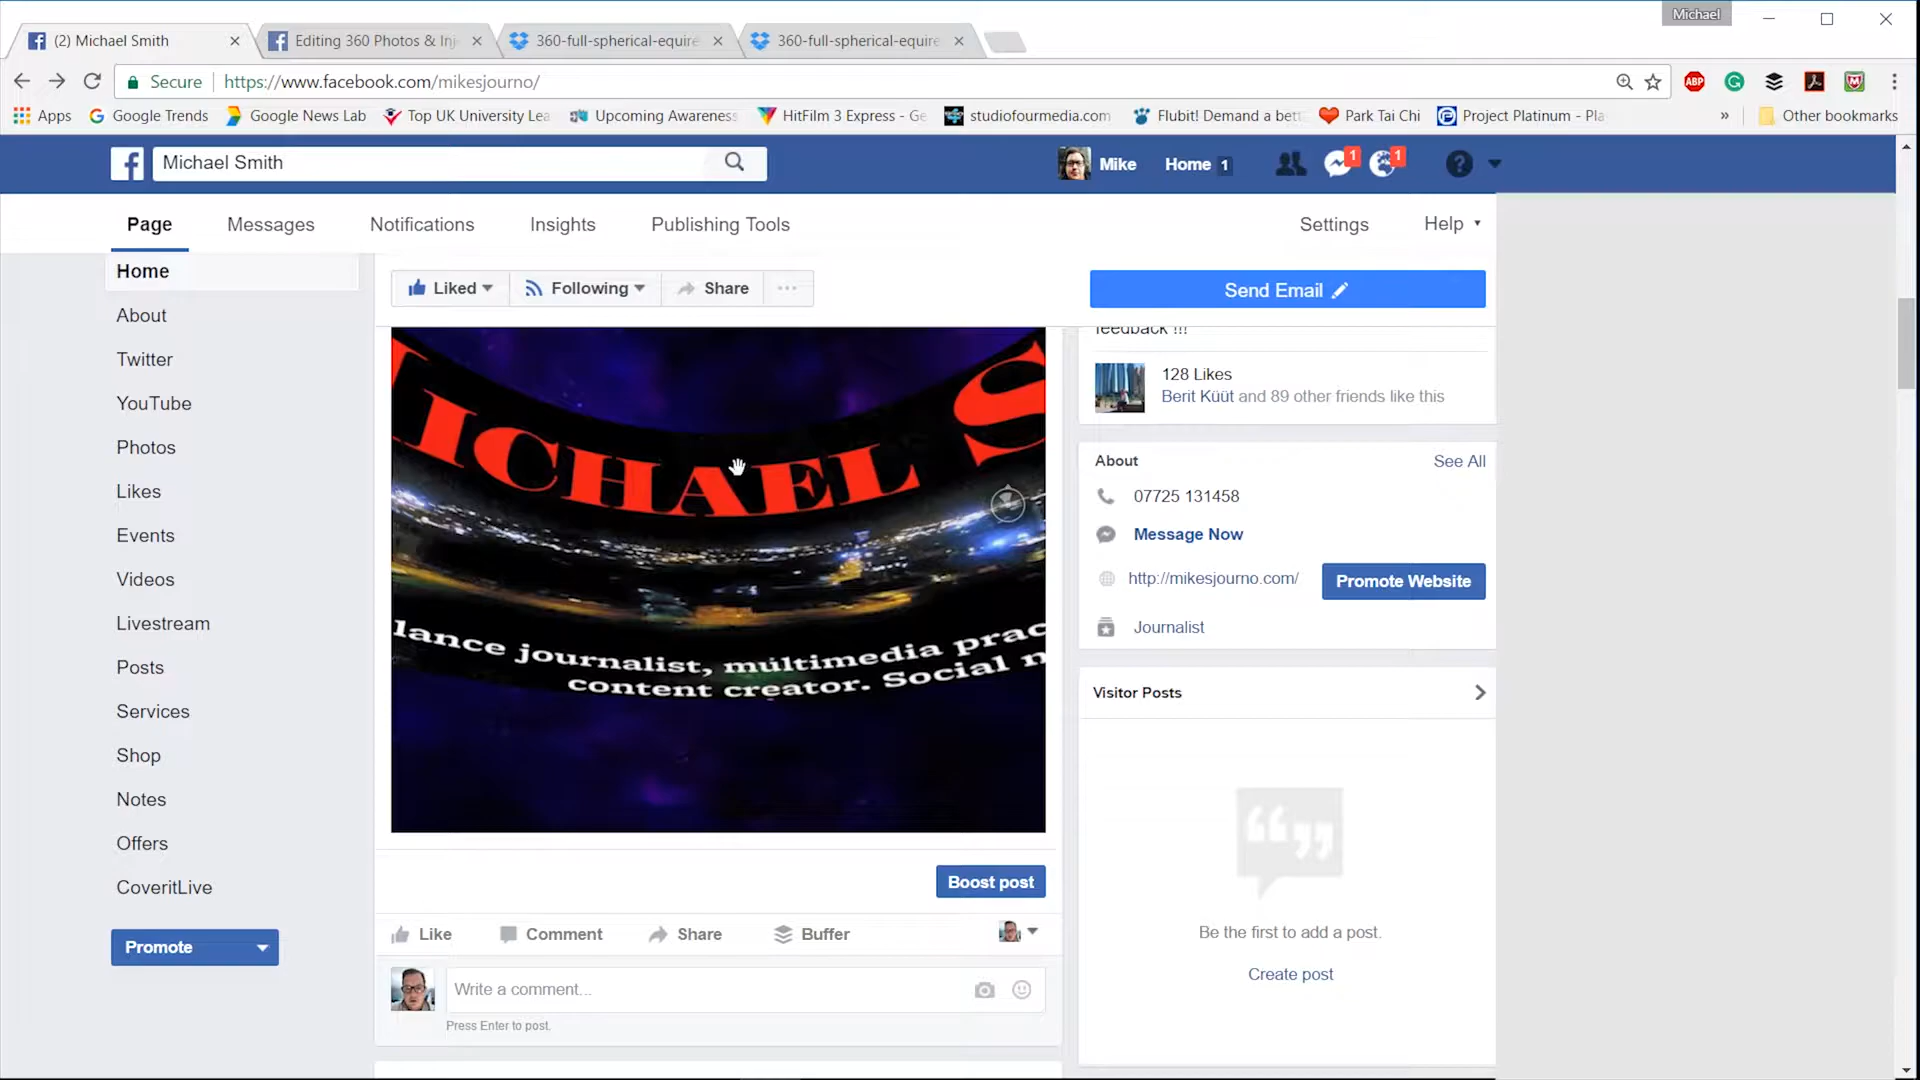 Michael
(2) Michael Smith
Editing 360 Photos & Inj
360-full-spherical-equire
360-full-spherical-equire
Secure
https://www.facebook.com/mikesjourno/
ABP
Apps
Google Trends
Google News Lab
Top UK University Lea
Upcoming Awareness
HitFilm 3 Express - Ge
studiofourmedia.com
Flubit! Demand a bett
Park Tai Chi
Project Platinum - Pla
»
Other bookmarks
Michael Smith
Mike
Home 1
1
1
Page
Messages
Notifications
Insights
Publishing Tools
Settings
Help
Home
About
Twitter
YouTube
Photos
Likes
Events
Videos
Livestream
Posts
Services
Shop
Notes
Offers
CoveritLive
Promote
Liked
Following
Share
Send Email
MICHAEL S
lance journalist, multimedia prac
content creator. Social m
Boost post
Like
Comment
Share
Buffer
Write a comment...
Press Enter to post.
feedback !!!
128 Likes
Berit Küüt and 89 other friends like this
About
See All
07725 131458
Message Now
http://mikesjourno.com/
Promote Website
Journalist
Visitor Posts
Be the first to add a post.
Create post